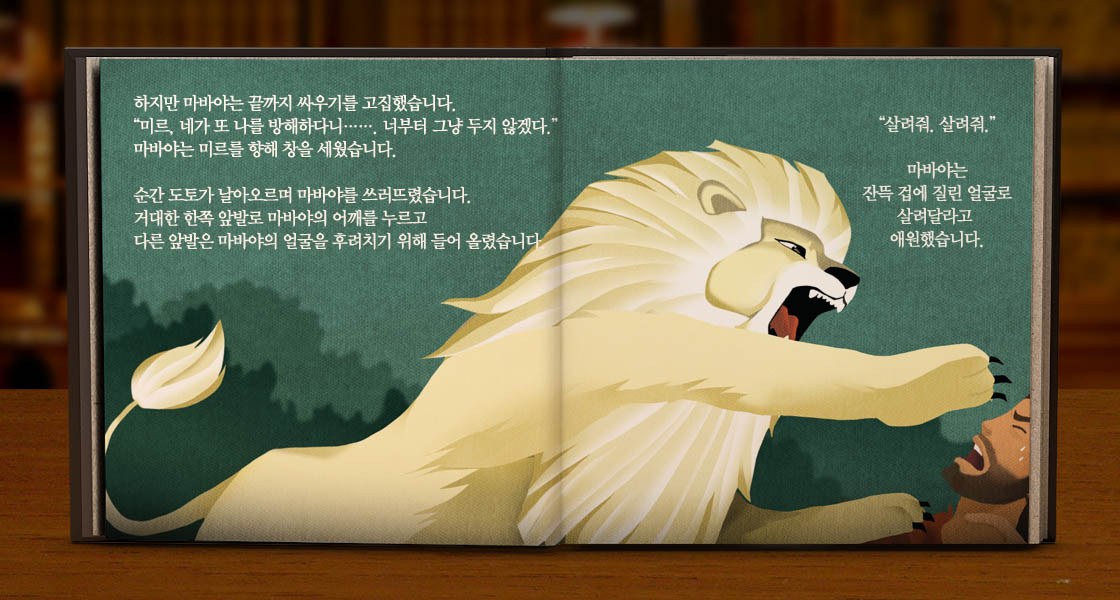 하지만 마바야는 끝까지 싸우기를 고집했습니다.
“미르, 네가 또 나를 방해하다니……. 너부터 그냥 두지 않겠다.”
마바야는 미르를 향해 창을 세웠습니다.
순간 도토가 날아오르며 마바야를 쓰러뜨렸습니다.
거대한 한쪽 앞발로 마바야의 어깨를 누르고
다른 앞발은 마바야의 얼굴을 후려치기 위해 들어 올렸습니다.
“살려줘. 살려줘.”
마바야는
잔뜩 겁에 질린 얼굴로
살려달라고
애원했습니다.